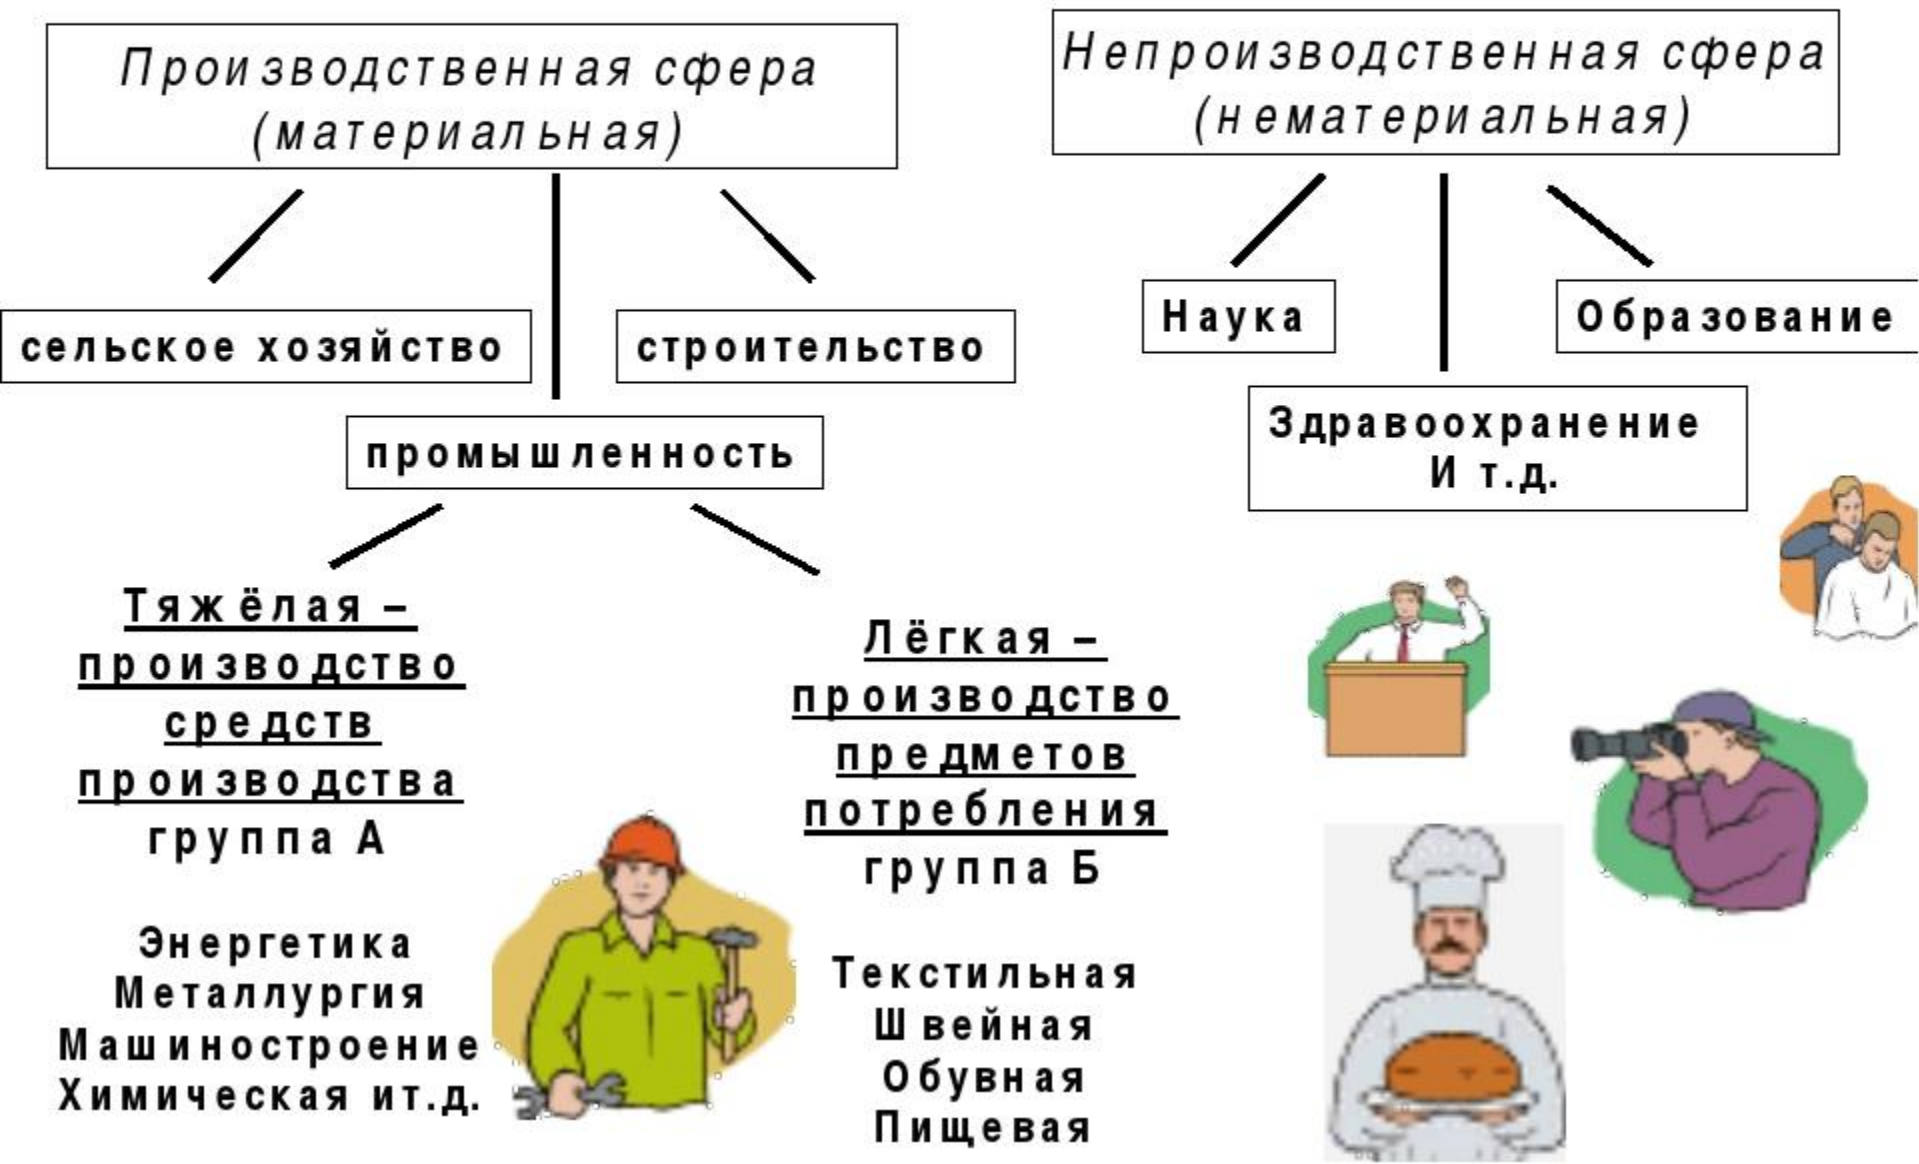 Производственная сфера
(материальная)
Непроизводственная сфера
(нематериальная)
сельское хозяйство
строительство
промышленность
Наука
Образование
Здравоохранение
И т.д.
Тяжёлая –
производство
средств
производства
группа А
Энергетика
Металлургия
Машиностроение
Химическая ит.д.
Лёгкая –
производство
предметов
потребления
группа Б
Текстильная
Швейная
Обувная
Пищевая